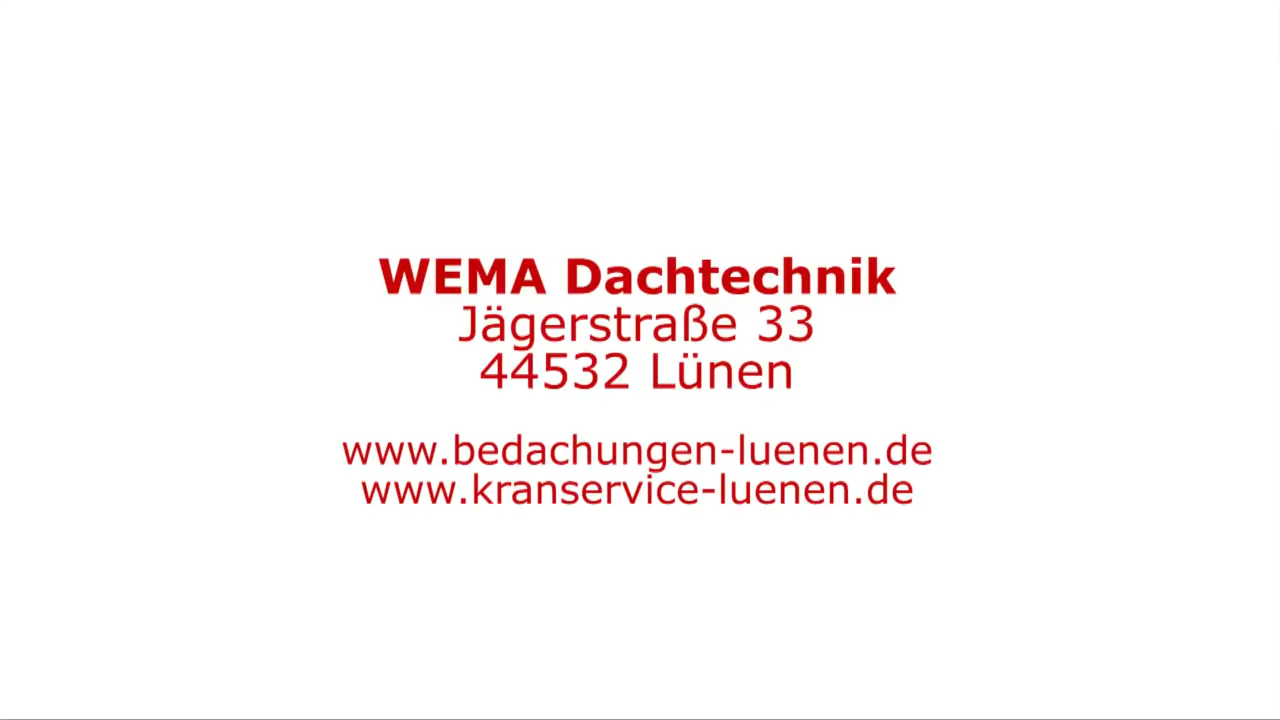 WEMA Dachtechnik
Jägerstraße 33
44532 Lünen
www.bedachungen-luenen.de
www.kranservice-luenen.de